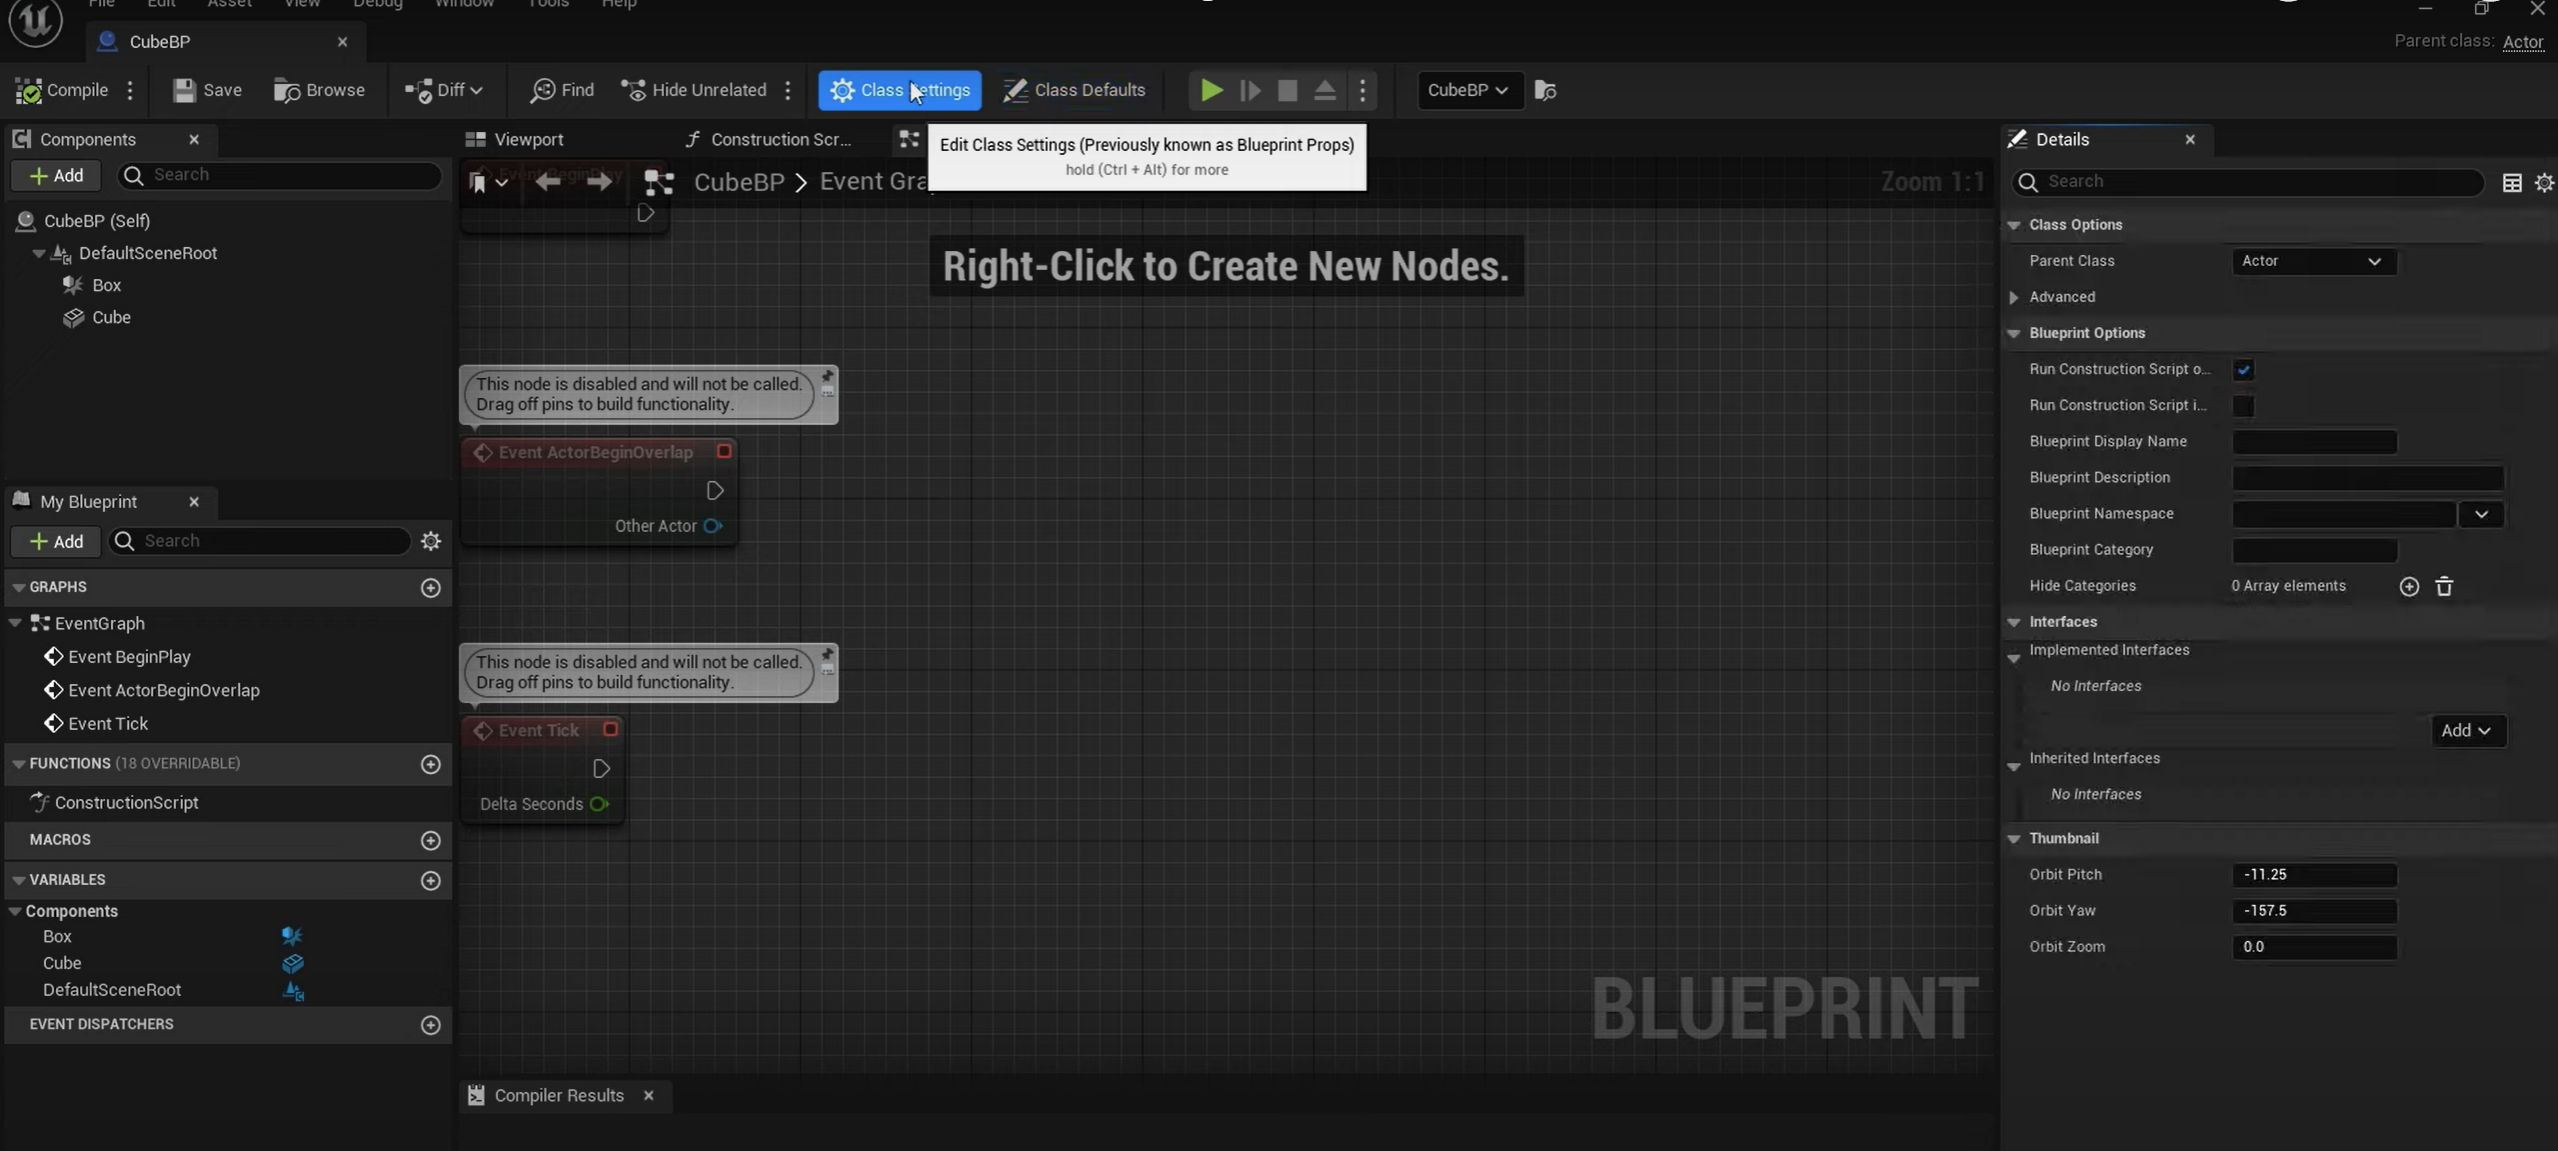 File Edit Asset View Debug Window Tools Help
CubeBP
Parent class: Actor
Compile
Save
Browse
Diff
Find
Hide Unrelated
Class Settings
Class Defaults
CubeBP
Components
Add
Search
CubeBP (Self)
DefaultSceneRoot
Box
Cube
My Blueprint
Add
Search
GRAPHS
EventGraph
Event BeginPlay
Event ActorBeginOverlap
Event Tick
FUNCTIONS (18 OVERRIDABLE)
ConstructionScript
MACROS
VARIABLES
Components
Box
Cube
DefaultSceneRoot
EVENT DISPATCHERS
Viewport
Construction Scr...
Edit Class Settings (Previously known as Blueprint Props)
hold (Ctrl + Alt) for more
Event BeginPlay
CubeBP > Event Gra
Zoom 1:1
Right-Click to Create New Nodes.
This node is disabled and will not be called.
Drag off pins to build functionality.
Event ActorBeginOverlap
Other Actor
This node is disabled and will not be called.
Drag off pins to build functionality.
Event Tick
Delta Seconds
BLUEPRINT
Compiler Results
Details
Search
Class Options
Parent Class Actor
Advanced
Blueprint Options
Run Construction Script o...
Run Construction Script i...
Blueprint Display Name
Blueprint Description
Blueprint Namespace
Blueprint Category
Hide Categories 0 Array elements
Interfaces
Implemented Interfaces
No Interfaces
Add
Inherited Interfaces
No Interfaces
Thumbnail
Orbit Pitch -11.25
Orbit Yaw -157.5
Orbit Zoom 0.0